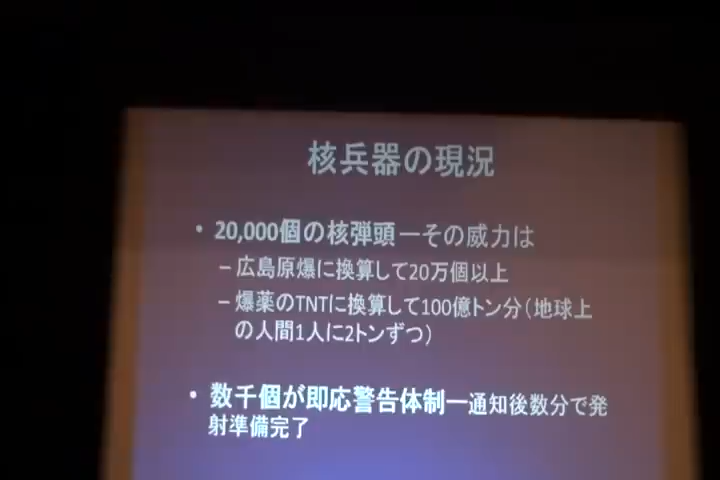 核兵器の現況
• 20,000個の核弾頭－その威力は
－広島原爆に換算して20万個以上
－爆薬のTNTに換算して100億トン分（地球上
の人間1人に2トンずつ）
• 数千個が即応警告体制－通知後数分で発
射準備完了